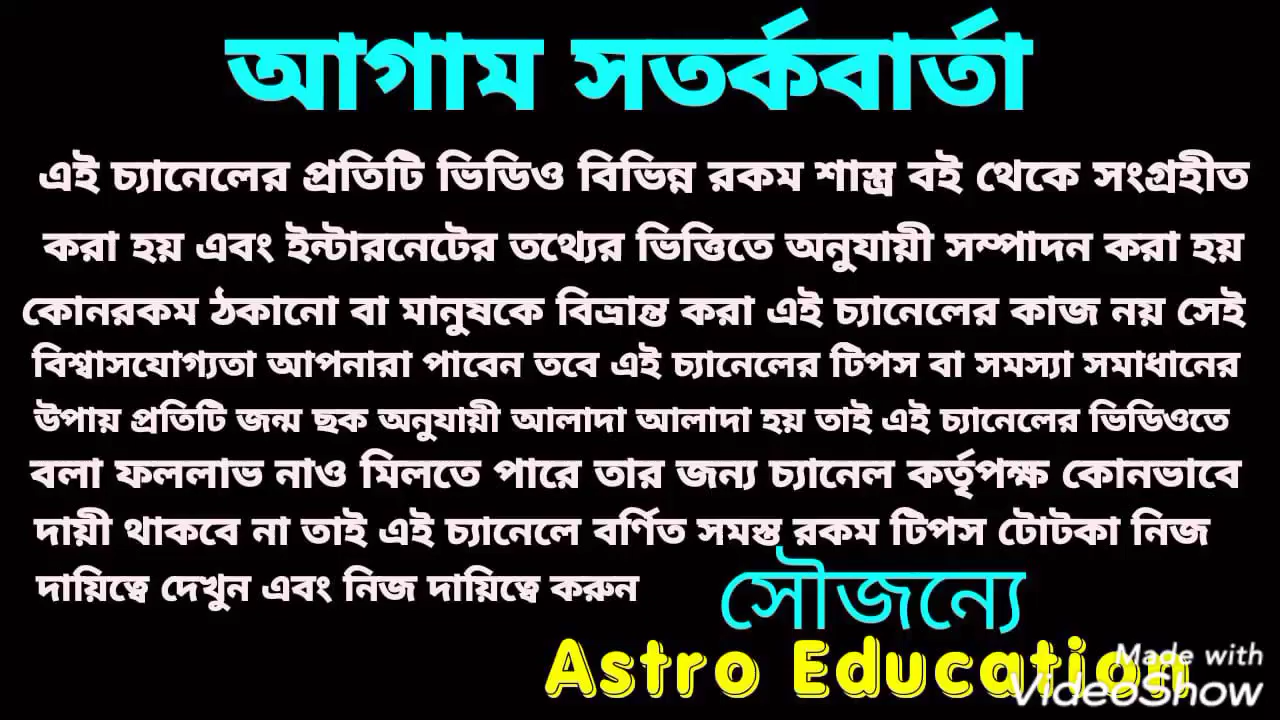 আগাম সতর্কবার্তা
এই চ্যানেলের প্রতিটি ভিডিও বিভিন্ন রকম শাস্ত্র বই থেকে সংগ্রহীত
করা হয় এবং ইন্টারনেটের তথ্যের ভিত্তিতে অনুযায়ী সম্পাদন করা হয়
কোনরকম ঠকানো বা মানুষকে বিভ্রান্ত করা এই চ্যানেলের কাজ নয় সেই
বিশ্বাসযোগ্যতা আপনারা পাবেন তবে এই চ্যানেলের টিপস বা সমস্যা সমাধানের
উপায় প্রতিটি জন্ম ছক অনুযায়ী আলাদা আলাদা হয় তাই এই চ্যানেলের ভিডিওতে
বলা ফললাভ নাও মিলতে পারে তার জন্য চ্যানেল কর্তৃপক্ষ কোনভাবে
দায়ী থাকবে না তাই এই চ্যানেলে বর্ণিত সমস্ত রকম টিপস টোটকা নিজ
দায়িত্বে দেখুন এবং নিজ দায়িত্বে করুন
সৌজন্যে
Astro Education
Made with
VideoShow